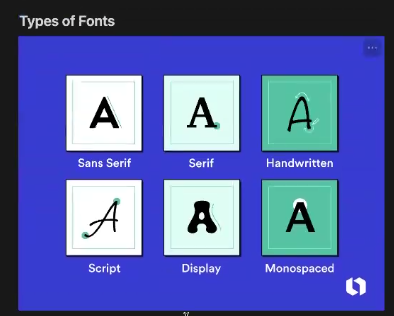 Types of Fonts
A A A
Sans Serif Serif Handwritten
A A A
Script Display Monospaced